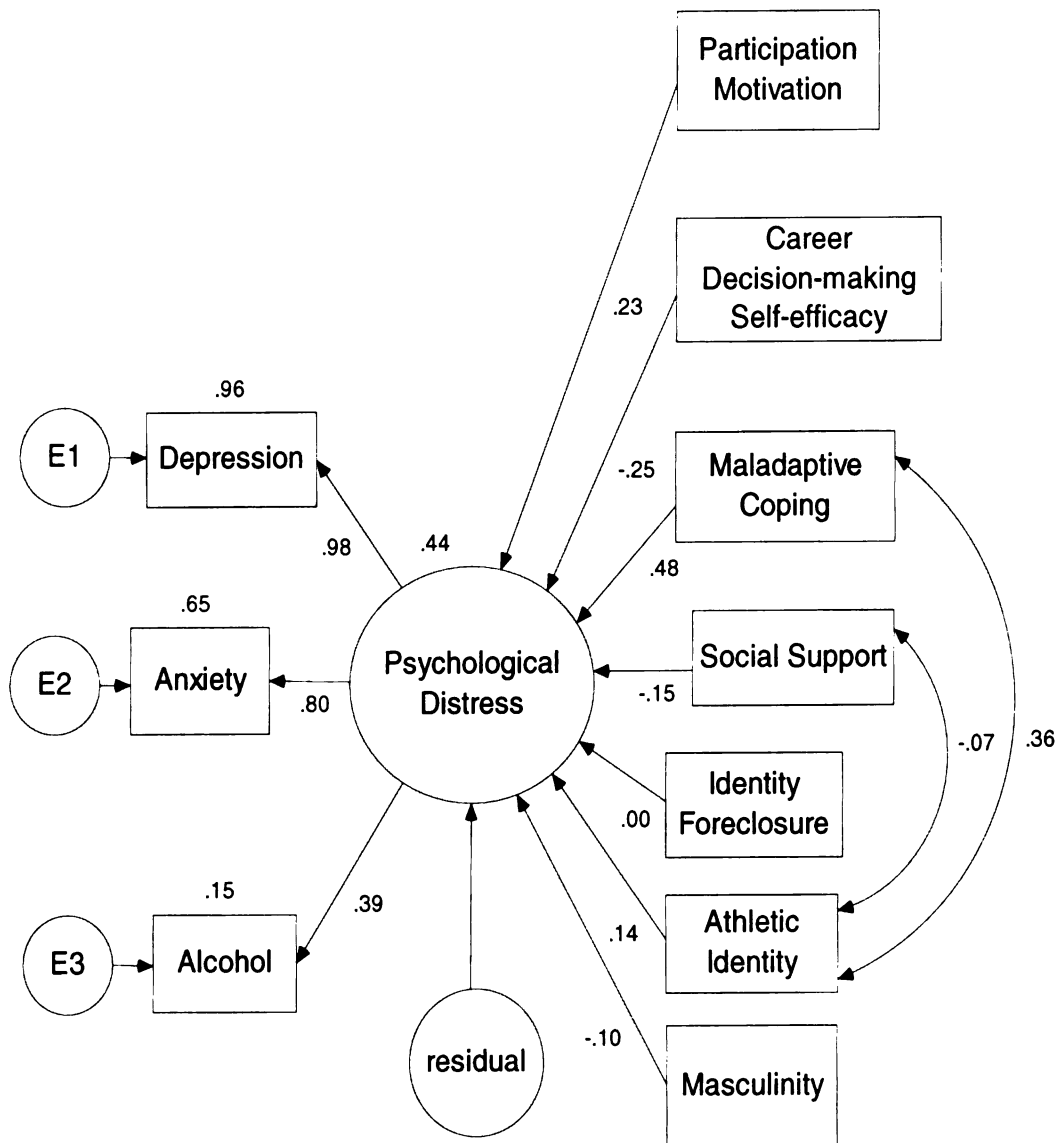 Participation
Motivation
Career
Decision-making
Self-efficacy
.23
.96
E1
Depression
-.25
Maladaptive
Coping
.98
.44
.48
.65
E2
Anxiety
.80
Psychological
Distress
Social Support
-.15
-.07
.36
Identity
Foreclosure
.00
.15
.39
E3
Alcohol
.14
Athletic
Identity
-.10
residual
Masculinity